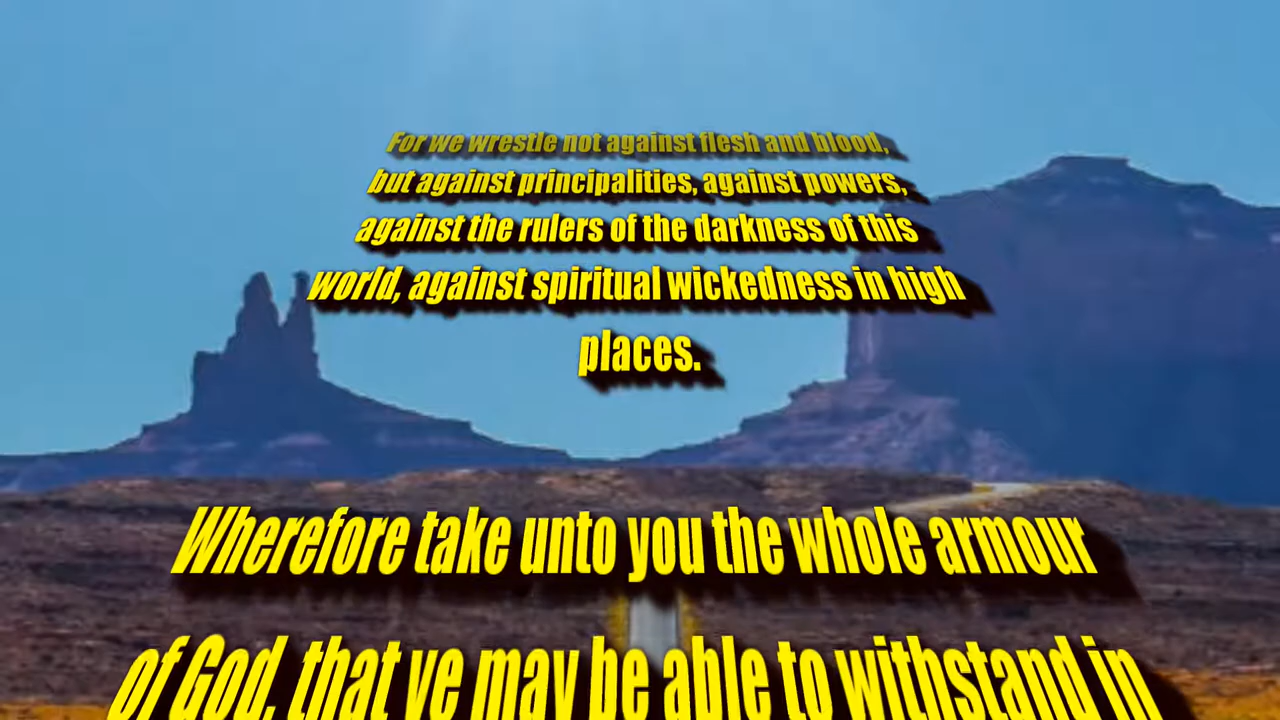 For we wrestle not against flesh and blood,
but against principalities, against powers,
against the rulers of the darkness of this
world, against spiritual wickedness in high
places.
Wherefore take unto you the whole armour
of God, that ye may be able to withstand in